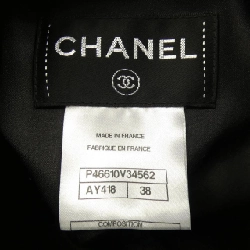 CHANEL
MADE IN FRANCE
FABRIQUE EN FRANCE
P46610V34562
AY418 38
COMPOSITION